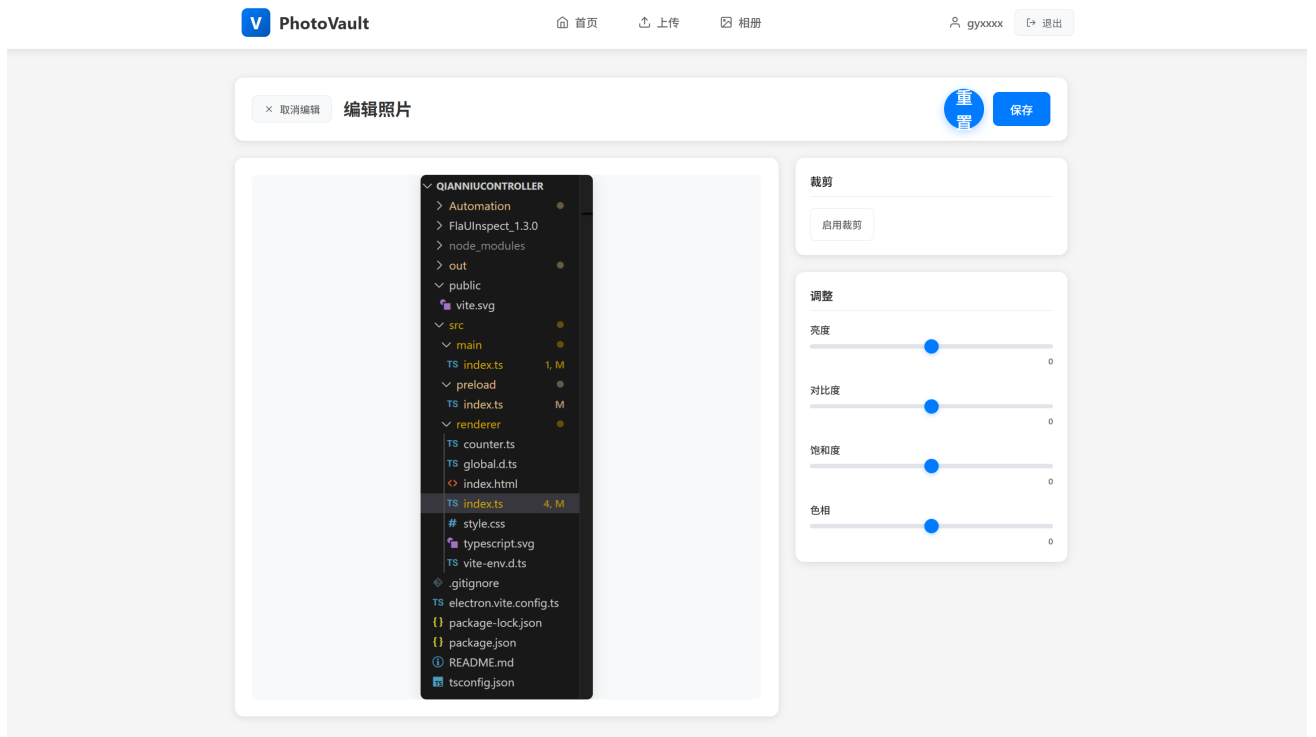 V PhotoVault 首页 上传 相册 gyxxxx 退出
取消编辑 编辑照片 重置 保存
QIANNIUCONTROLLER
Automation
FlaUInspect_1.3.0
node_modules
out
public
vite.svg
src
main
TS index.ts 1, M
preload
TS index.ts M
renderer
TS counter.ts
TS global.d.ts
<> index.html
TS index.ts 4, M
# style.css
typescript.svg
TS vite-env.d.ts
.gitignore
TS electron.vite.config.ts
{} package-lock.json
{} package.json
README.md
TS tsconfig.json
裁剪
启用裁剪
调整
亮度
0
对比度
0
饱和度
0
色相
0